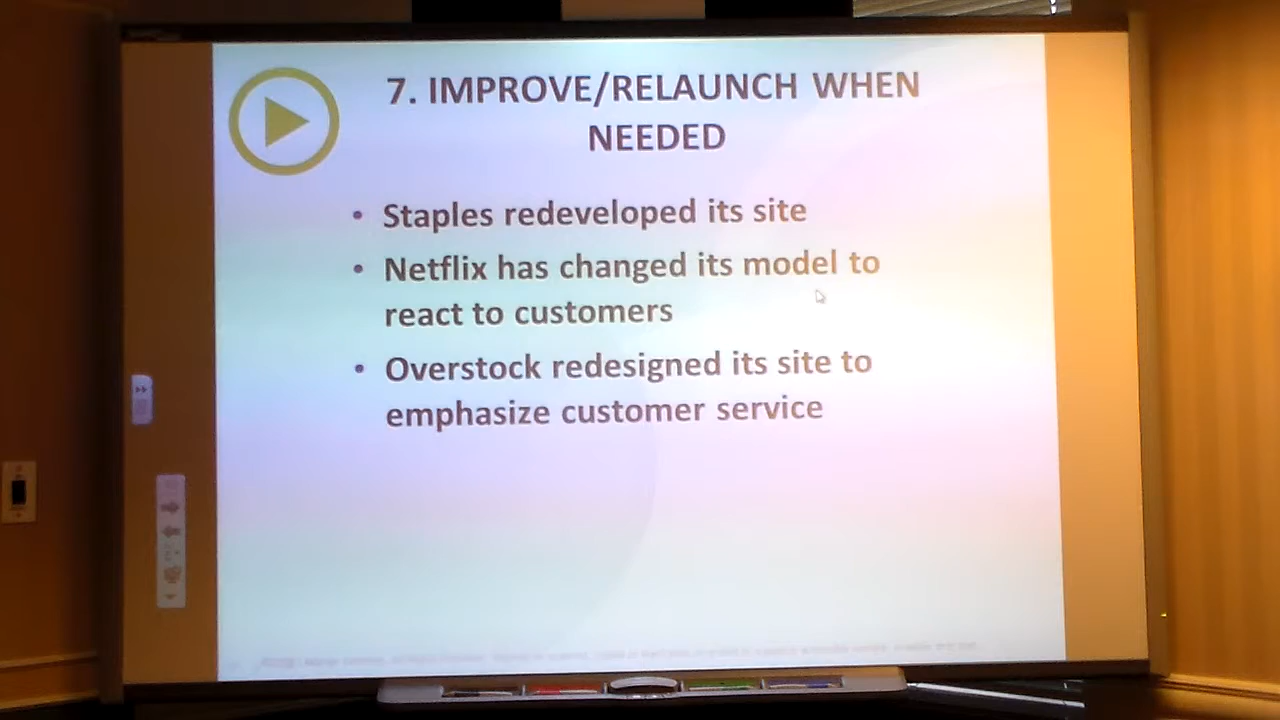 7. IMPROVE/RELAUNCH WHEN
NEEDED
• Staples redeveloped its site
• Netflix has changed its model to
react to customers
• Overstock redesigned its site to
emphasize customer service